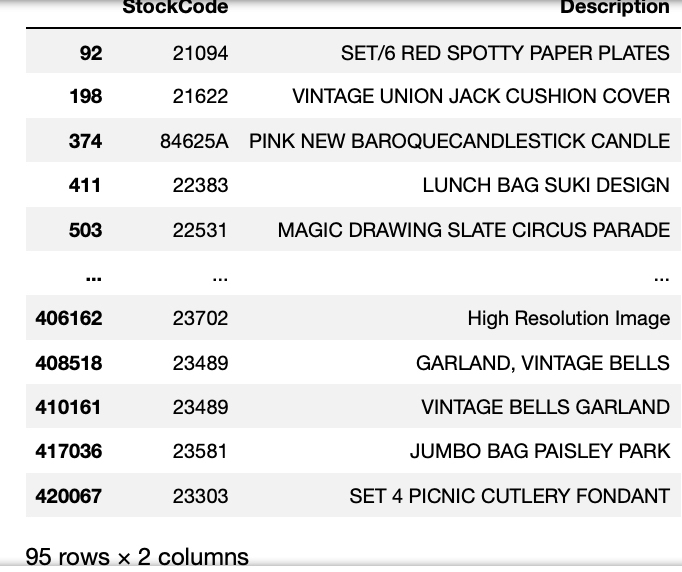 StockCode Description
92 21094 SET/6 RED SPOTTY PAPER PLATES
198 21622 VINTAGE UNION JACK CUSHION COVER
374 84625A PINK NEW BAROQUECANDLESTICK CANDLE
411 22383 LUNCH BAG SUKI DESIGN
503 22531 MAGIC DRAWING SLATE CIRCUS PARADE
... ... ...
406162 23702 High Resolution Image
408518 23489 GARLAND, VINTAGE BELLS
410161 23489 VINTAGE BELLS GARLAND
417036 23581 JUMBO BAG PAISLEY PARK
420067 23303 SET 4 PICNIC CUTLERY FONDANT
95 rows × 2 columns